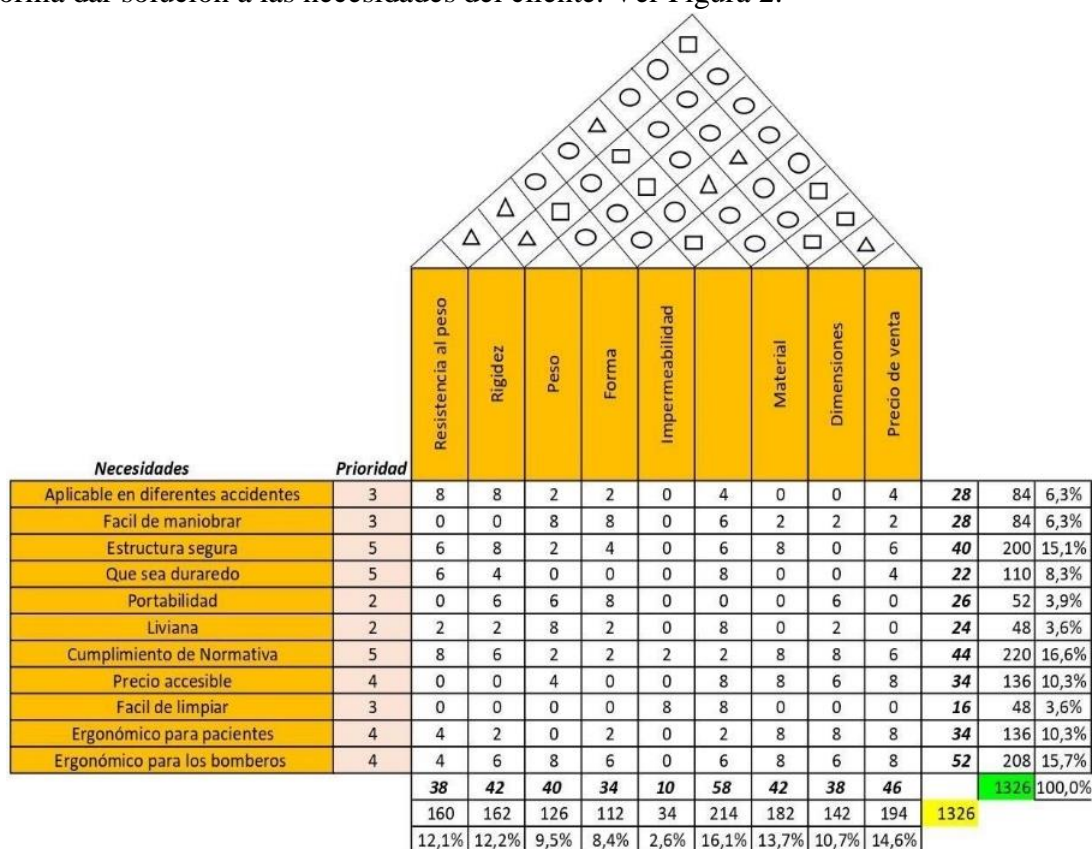 forma dar solución a las necesidades del cliente. Ver Figura 2.
Resistencia al peso
Rigidez
Peso
Forma
Impermeabilidad
Material
Dimensiones
Precio de venta
Necesidades Prioridad
Aplicable en diferentes accidentes 3 8 8 2 2 0 4 0 0 4 28 84 6,3%
Facil de maniobrar 3 0 0 8 8 0 6 2 2 2 28 84 6,3%
Estructura segura 5 6 8 2 4 0 6 8 0 6 40 200 15,1%
Que sea duraredo 5 6 4 0 0 0 8 0 0 4 22 110 8,3%
Portabilidad 2 0 6 6 8 0 0 0 6 0 26 52 3,9%
Liviana 2 2 2 8 2 0 8 0 2 0 24 48 3,6%
Cumplimiento de Normativa 5 8 6 2 2 2 2 8 8 6 44 220 16,6%
Precio accesible 4 0 0 4 0 0 8 8 6 8 34 136 10,3%
Facil de limpiar 3 0 0 0 0 8 8 0 0 0 16 48 3,6%
Ergonómico para pacientes 4 4 2 0 2 0 2 8 8 8 34 136 10,3%
Ergonómico para los bomberos 4 4 6 8 6 0 6 8 6 8 52 208 15,7%
38 42 40 34 10 58 42 38 46 1326 100,0%
160 162 126 112 34 214 182 142 194 1326
12,1% 12,2% 9,5% 8,4% 2,6% 16,1% 13,7% 10,7% 14,6%